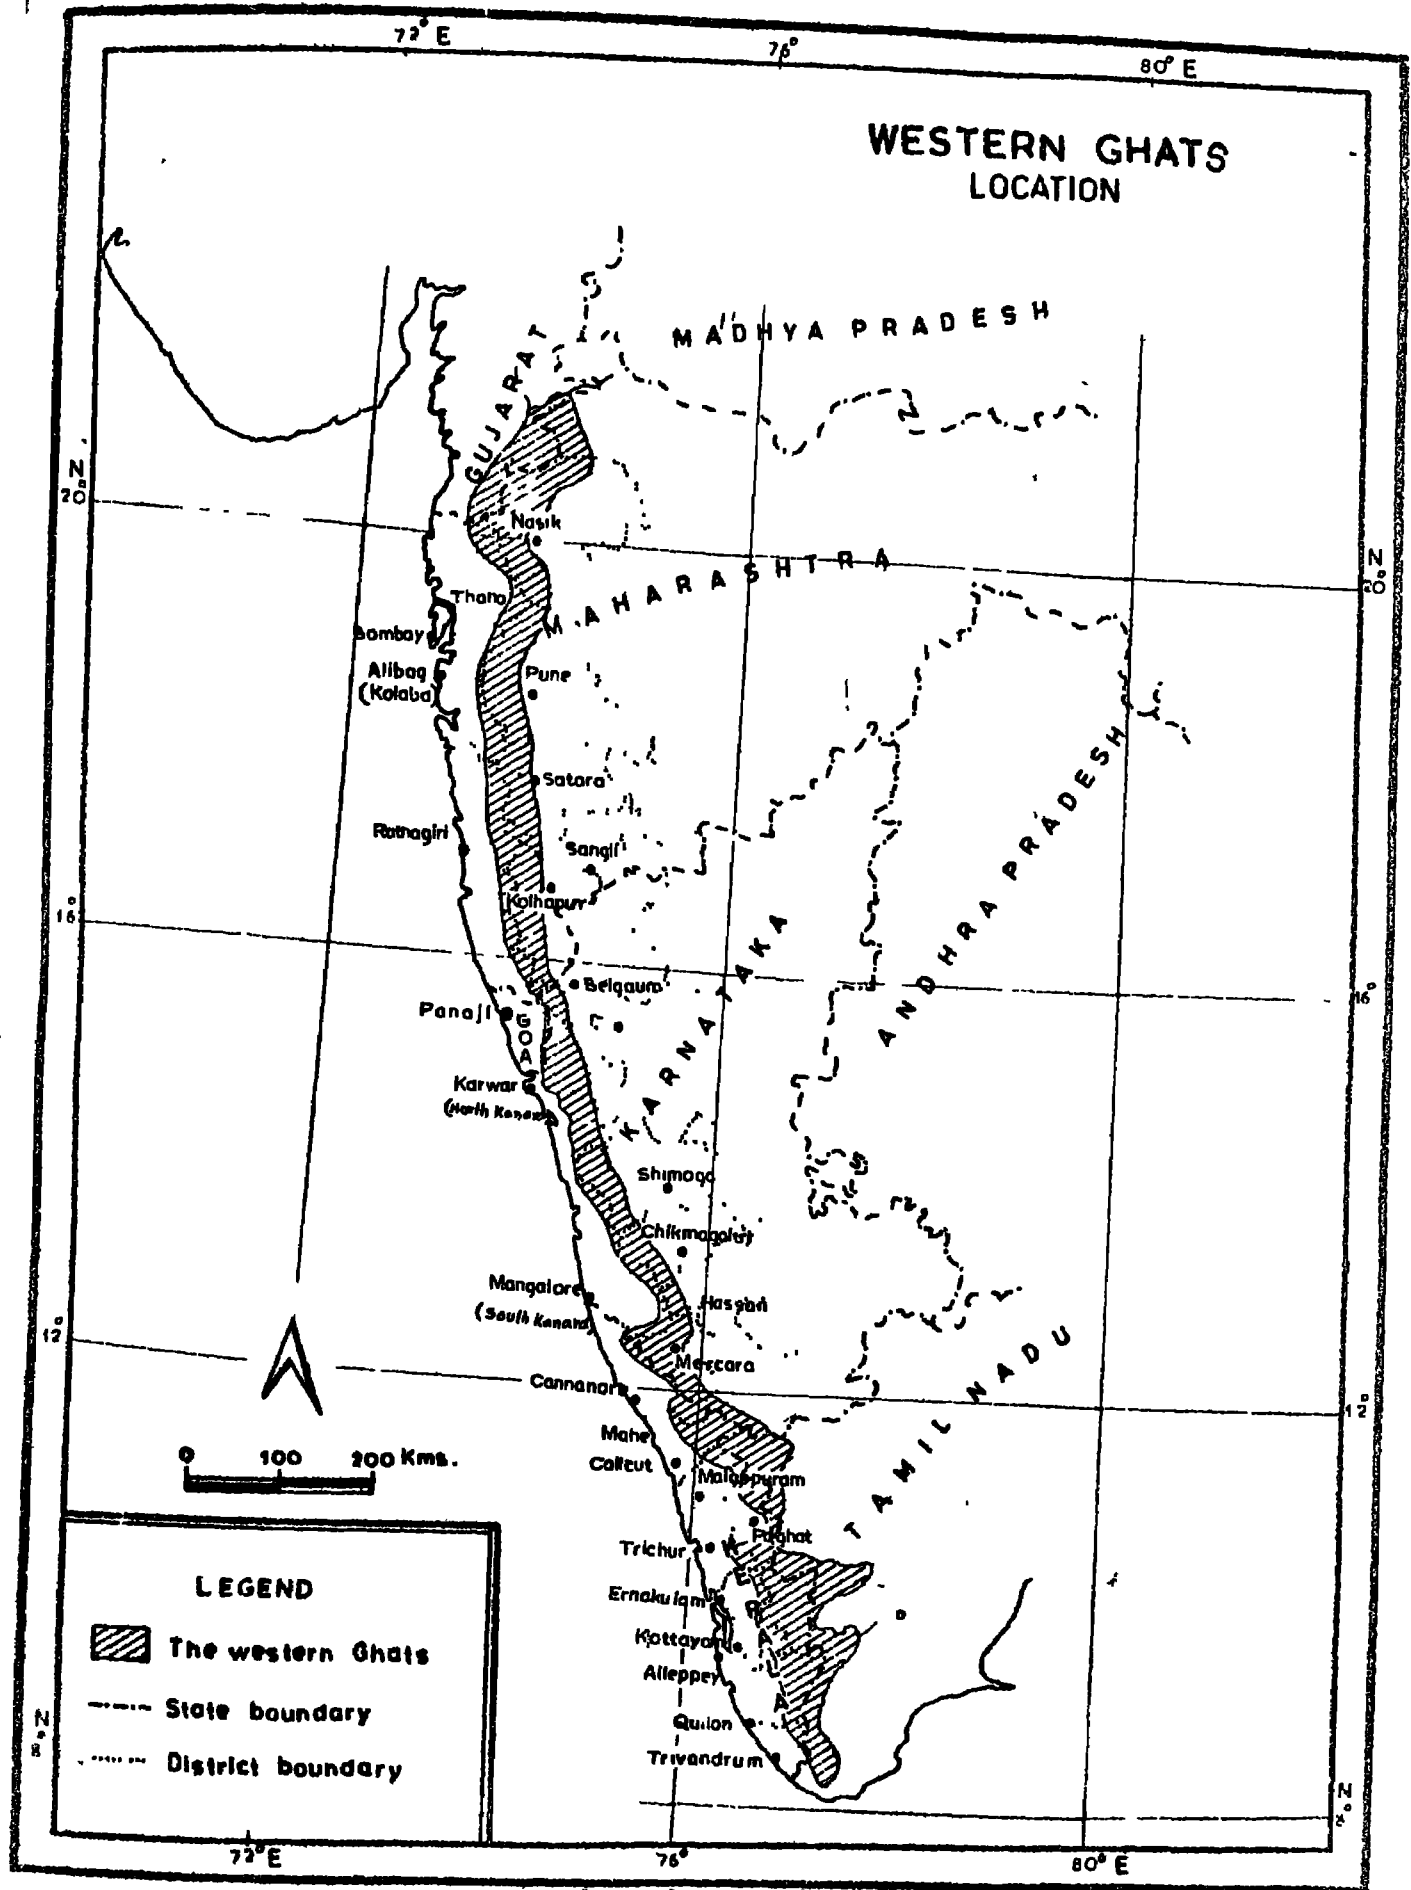 72° E
76°
80° E
WESTERN GHATS
LOCATION
MADHYA PRADESH
GUJARAT
N
20°
N
20°
Nasik
MAHARASHTRA
Thana
Bombay
Alibag
(Kolaba)
Pune
Satara
Ratnagiri
Sangli
Kolhapur
16°
16°
Belgaum
KARNATAKA
ANDHRA PRADESH
Panaji
GOA
Karwar
(North Kanara)
Shimoga
Chikmagalur
Mangalore
(South Kanara)
Hassan
12°
12°
Mercara
Cannanore
TAMIL NADU
Mahe
Calicut
Malappuram
0 100 200 Kms.
Palghat
Trichur
KERALA
Ernakulam
Kottayam
Alleppey
Quilon
Trivandrum
LEGEND
The western Ghats
State boundary
District boundary
N
8°
N
8°
72° E
76°
80° E